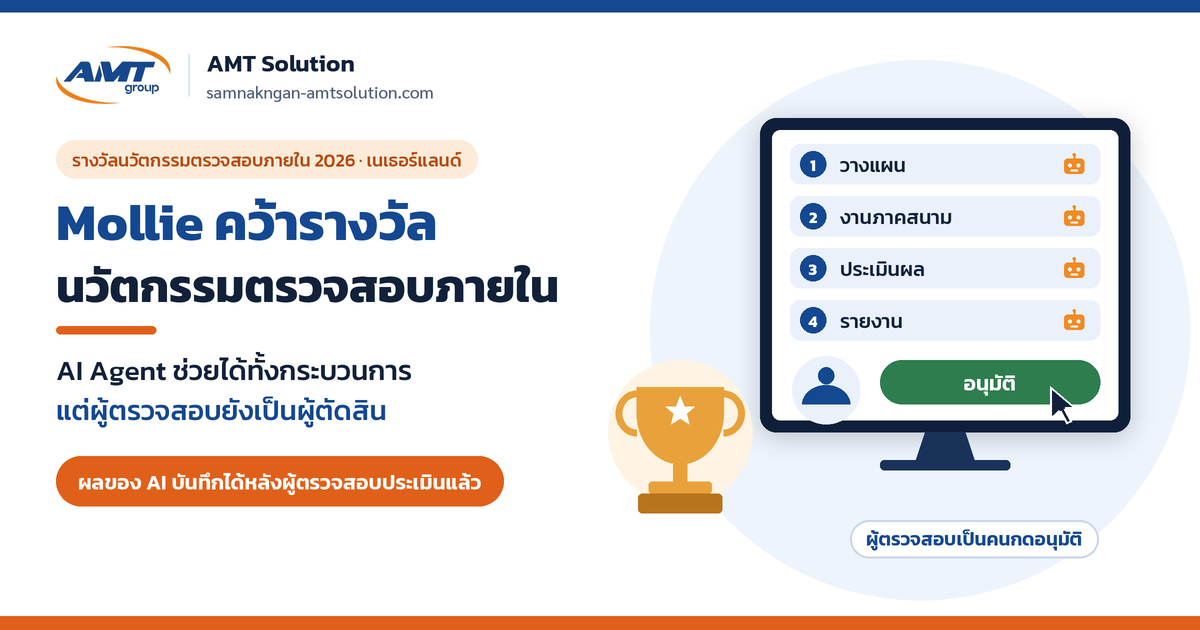 AMT
group
AMT Solution
samnakngan-amtsolution.com
รางวัลนวัตกรรมตรวจสอบภายใน 2026 · เนเธอร์แลนด์
Mollie คว้ารางวัล
นวัตกรรมตรวจสอบภายใน
AI Agent ช่วยได้ทั้งกระบวนการ
แต่ผู้ตรวจสอบยังเป็นผู้ตัดสิน
ผลของ AI บันทึกได้หลังผู้ตรวจสอบประเมินแล้ว
1 วางแผน
2 งานภาคสนาม
3 ประเมินผล
4 รายงาน
อนุมัติ
ผู้ตรวจสอบเป็นคนกดอนุมัติ